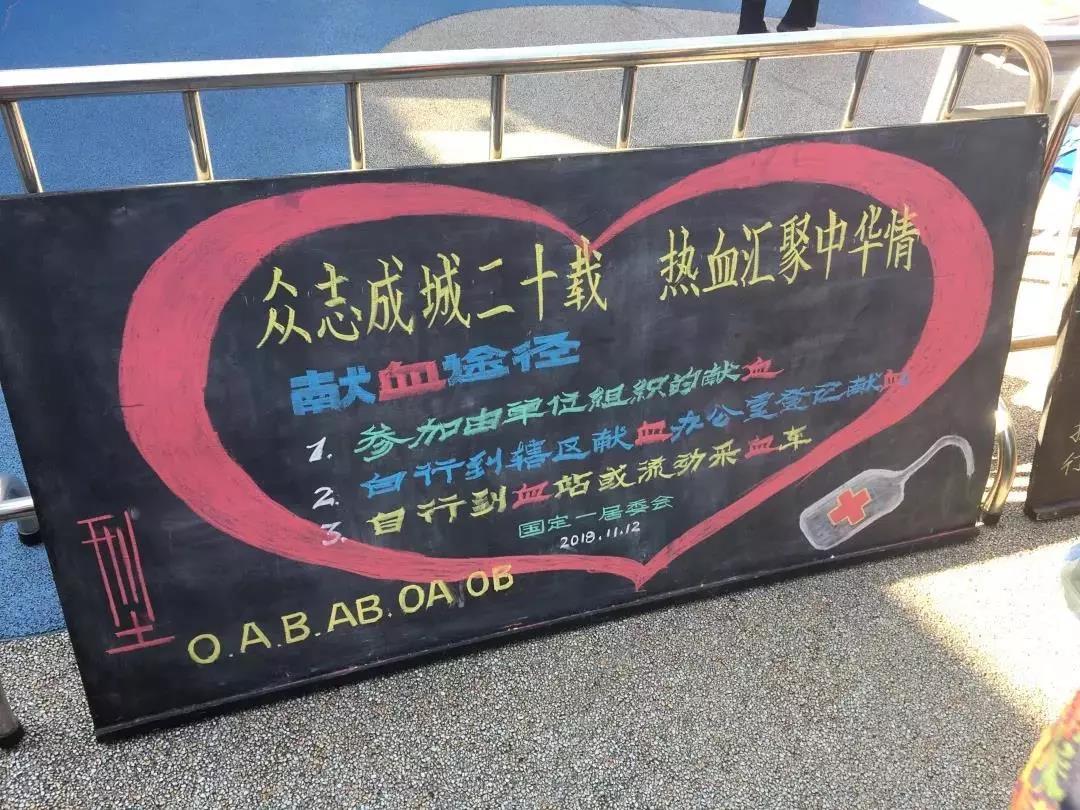 众志成城二十载 热血汇聚中华情
献血途径
1. 参加由单位组织的献血
2. 自行到辖区献血办公室登记献血
3. 自行到血站或流动采血车
国定一居委会
2018.11.12
型
O.A.B.AB.OA.OB